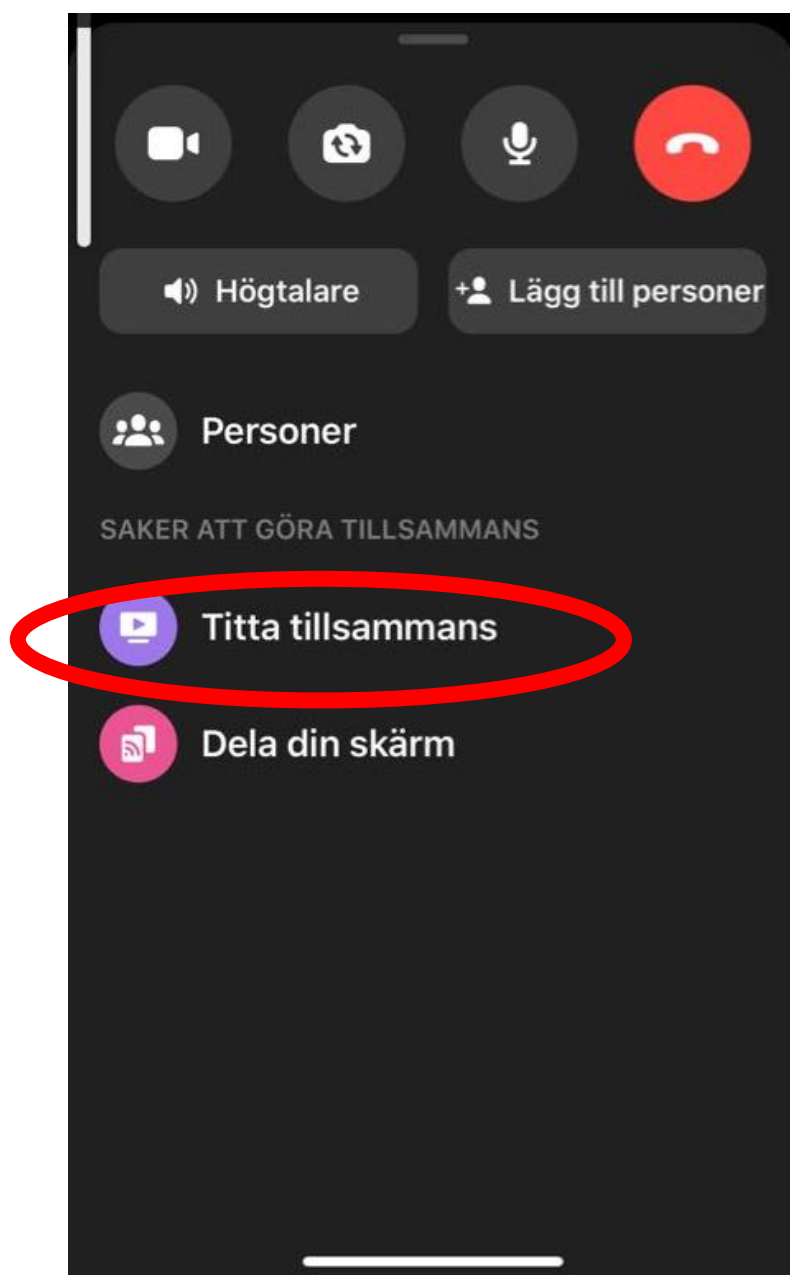 Högtalare
Lägg till personer
Personer
SAKER ATT GÖRA TILLSAMMANS
Titta tillsammans
Dela din skärm